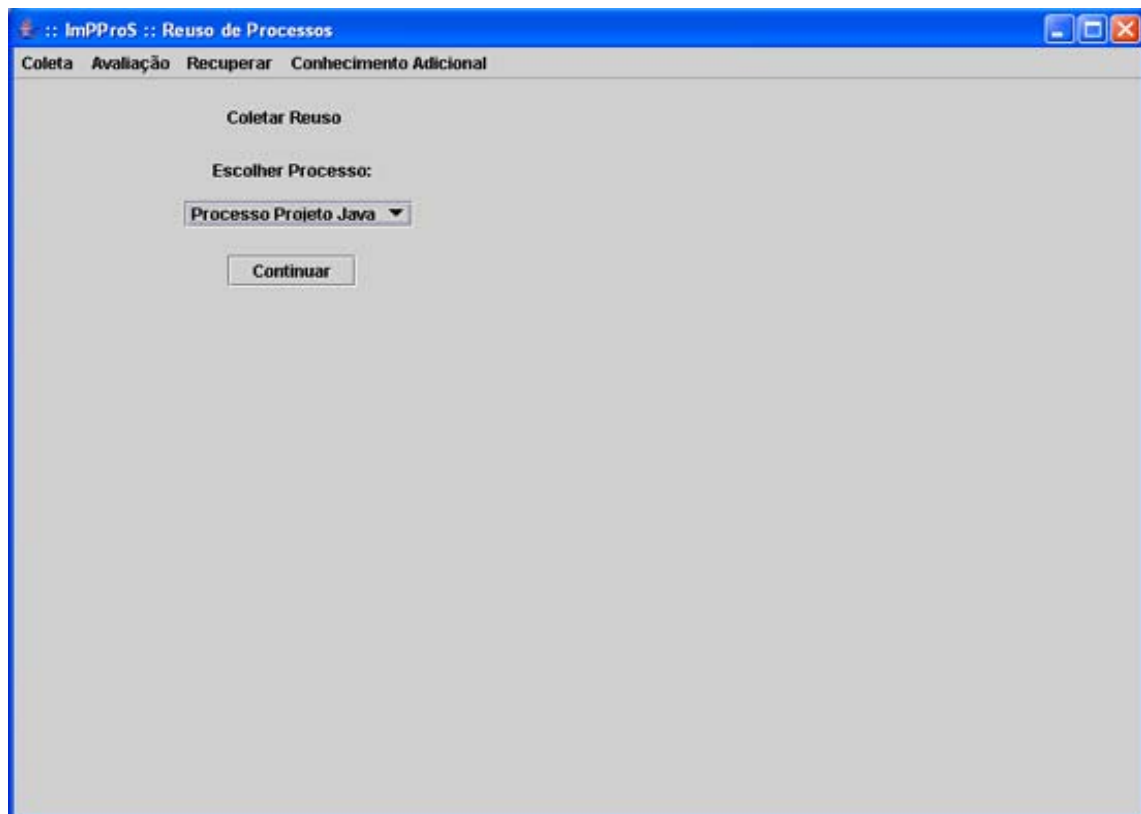 :: ImPProS :: Reuso de Processos
Coleta Avaliação Recuperar Conhecimento Adicional
Coletar Reuso
Escolher Processo:
Processo Projeto Java
Continuar